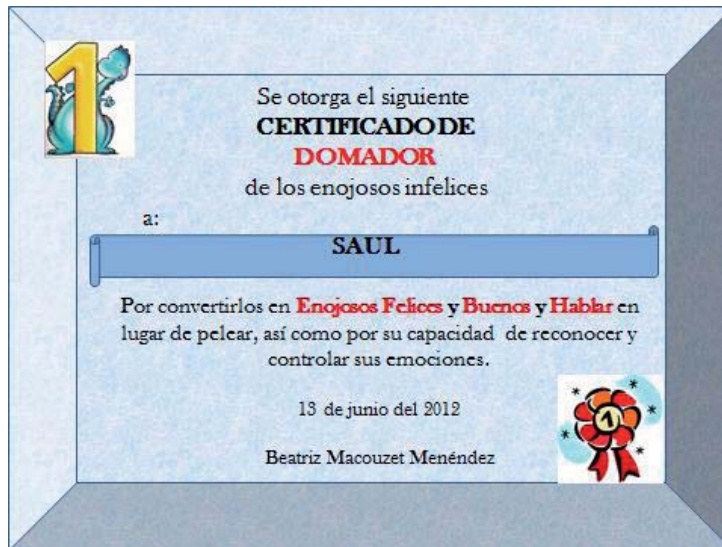 1
Se otorga el siguiente
CERTIFICADO DE
DOMADOR
de los enojosos infelices
a:
SAUL
Por convertirlos en Enojosos Felices y Buenos y Hablar en
lugar de pelear, así como por su capacidad de reconocer y
controlar sus emociones.
13 de junio del 2012
1
Beatriz Macouzet Menéndez